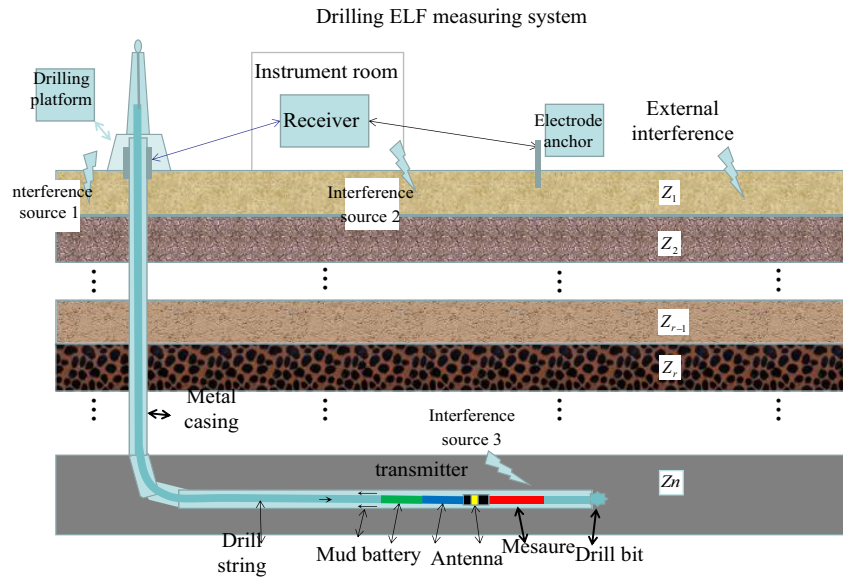 Drilling ELF measuring system
Drilling
platform
Instrument room
Receiver
Electrode
anchor
External
interference
nterference
source 1
Interference
source 2
Z1
Z2
Zr−1
Zr
Metal
casing
Interference
source 3
transmitter
Zn
Drill
string
Mud battery
Antenna
Mesaure
Drill bit